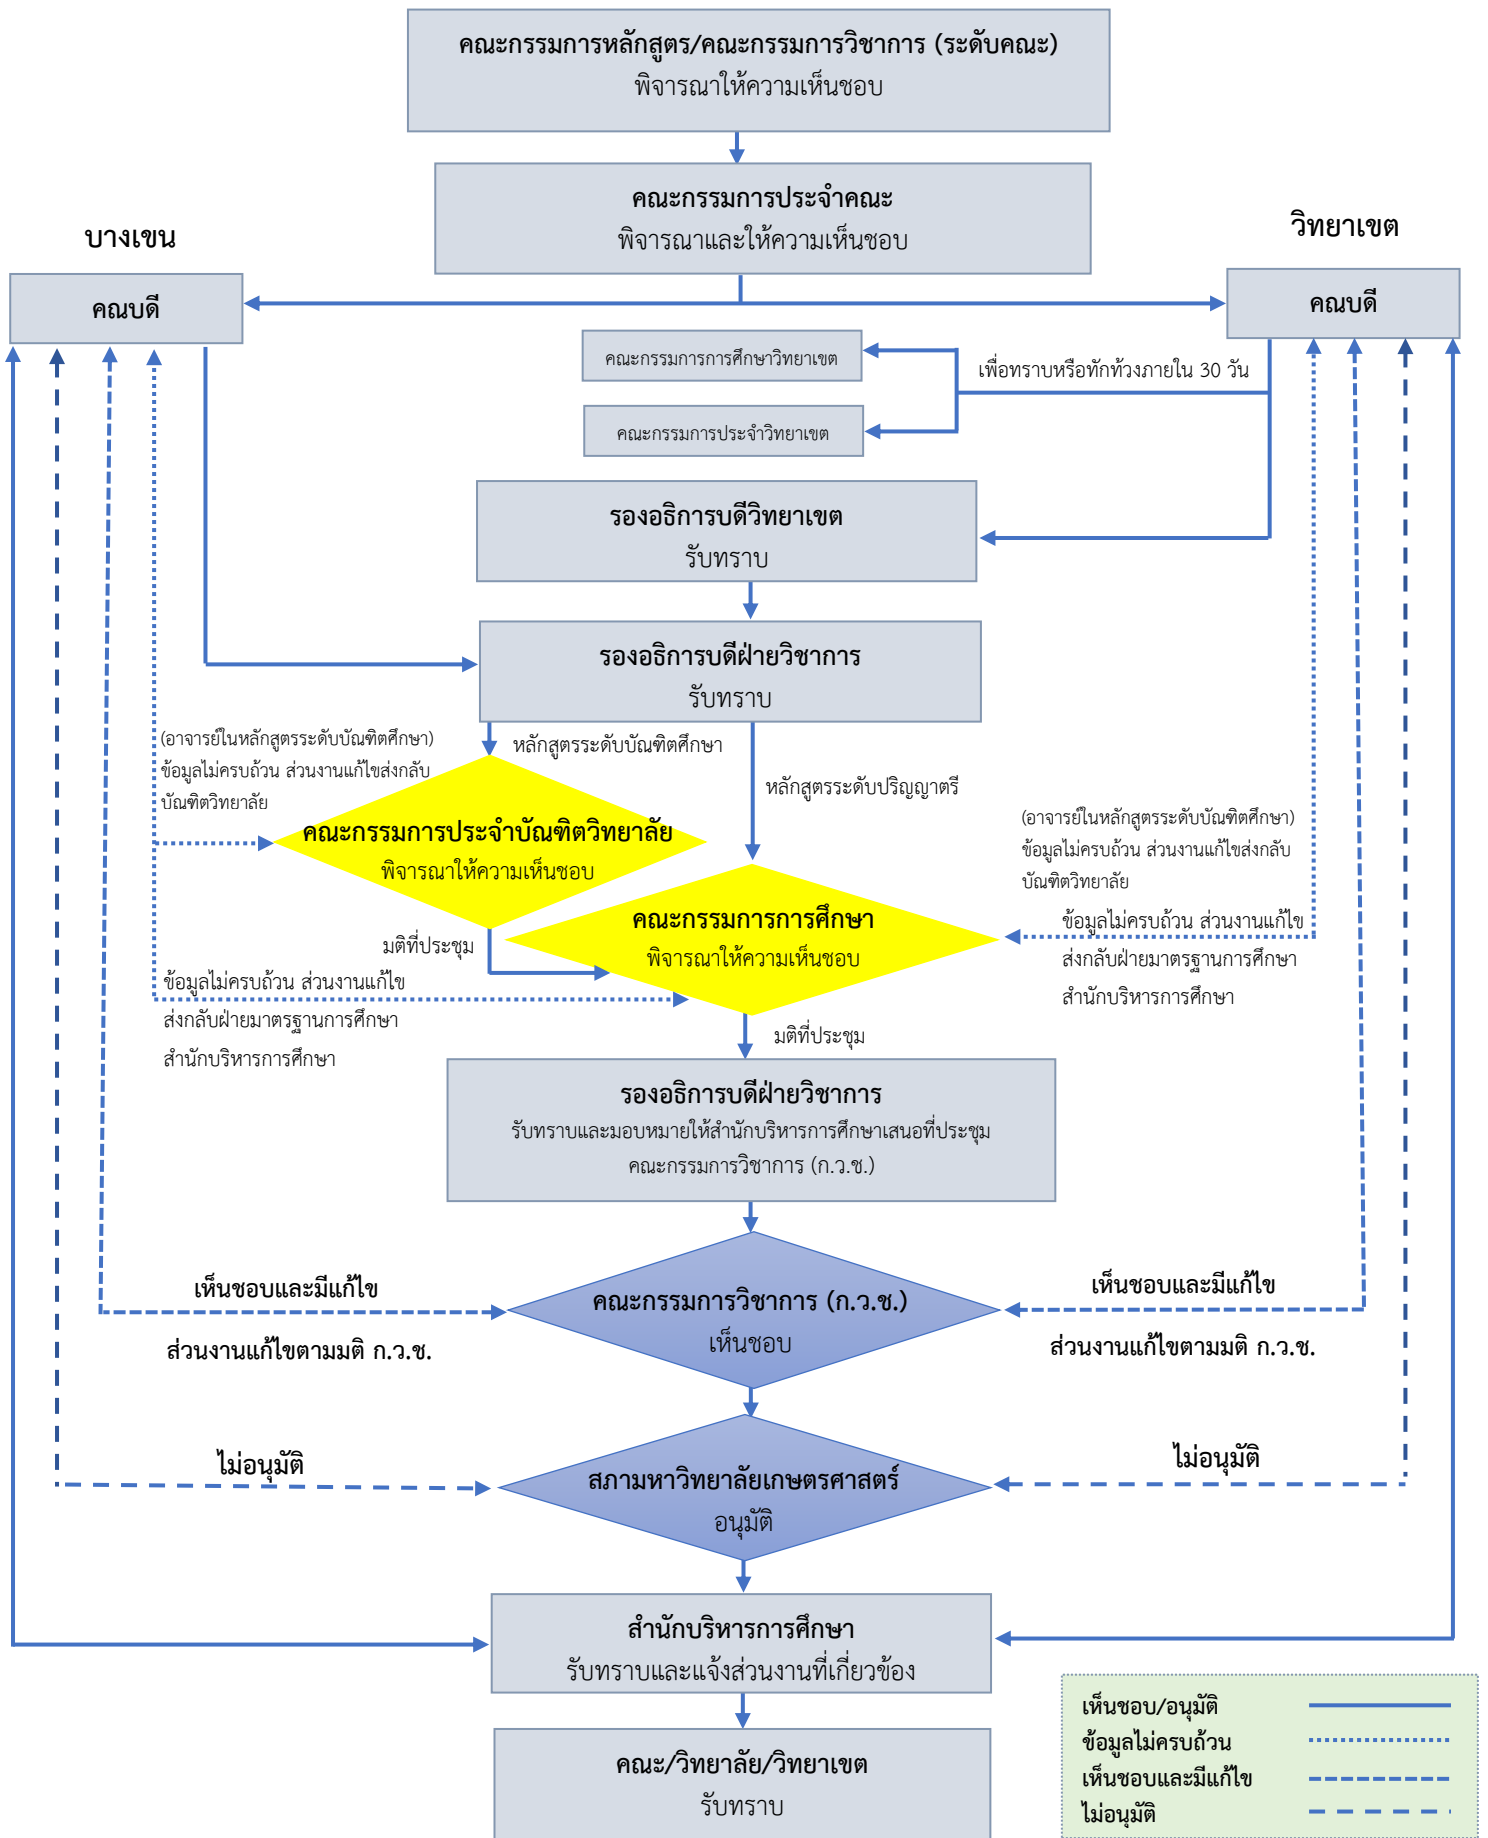 คณะกรรมการหลักสูตร/คณะกรรมการวิชาการ (ระดับคณะ)
พิจารณาให้ความเห็นชอบ
คณะกรรมการประจำคณะ
พิจารณาและให้ความเห็นชอบ
บางเขน
วิทยาเขต
คณบดี
คณบดี
คณะกรรมการการศึกษาวิทยาเขต
เพื่อทราบหรือทักท้วงภายใน 30 วัน
คณะกรรมการประจำวิทยาเขต
รองอธิการบดีวิทยาเขต
รับทราบ
รองอธิการบดีฝ่ายวิชาการ
รับทราบ
(อาจารย์ในหลักสูตรระดับบัณฑิตศึกษา)
ข้อมูลไม่ครบถ้วน ส่วนงานแก้ไขส่งกลับ
บัณฑิตวิทยาลัย
หลักสูตรระดับบัณฑิตศึกษา
หลักสูตรระดับปริญญาตรี
คณะกรรมการประจำบัณฑิตวิทยาลัย
พิจารณาให้ความเห็นชอบ
(อาจารย์ในหลักสูตรระดับบัณฑิตศึกษา)
ข้อมูลไม่ครบถ้วน ส่วนงานแก้ไขส่งกลับ
บัณฑิตวิทยาลัย
คณะกรรมการการศึกษา
พิจารณาให้ความเห็นชอบ
ข้อมูลไม่ครบถ้วน ส่วนงานแก้ไข
ส่งกลับฝ่ายมาตรฐานการศึกษา
สำนักบริหารการศึกษา
มติที่ประชุม
ข้อมูลไม่ครบถ้วน ส่วนงานแก้ไข
ส่งกลับฝ่ายมาตรฐานการศึกษา
สำนักบริหารการศึกษา
มติที่ประชุม
รองอธิการบดีฝ่ายวิชาการ
รับทราบและมอบหมายให้สำนักบริหารการศึกษาเสนอที่ประชุม
คณะกรรมการวิชาการ (ก.ว.ช.)
เห็นชอบและมีแก้ไข
ส่วนงานแก้ไขตามมติ ก.ว.ช.
คณะกรรมการวิชาการ (ก.ว.ช.)
เห็นชอบ
เห็นชอบและมีแก้ไข
ส่วนงานแก้ไขตามมติ ก.ว.ช.
ไม่อนุมัติ
สภามหาวิทยาลัยเกษตรศาสตร์
อนุมัติ
ไม่อนุมัติ
สำนักบริหารการศึกษา
รับทราบและแจ้งส่วนงานที่เกี่ยวข้อง
คณะ/วิทยาลัย/วิทยาเขต
รับทราบ
เห็นชอบ/อนุมัติ
ข้อมูลไม่ครบถ้วน
เห็นชอบและมีแก้ไข
ไม่อนุมัติ